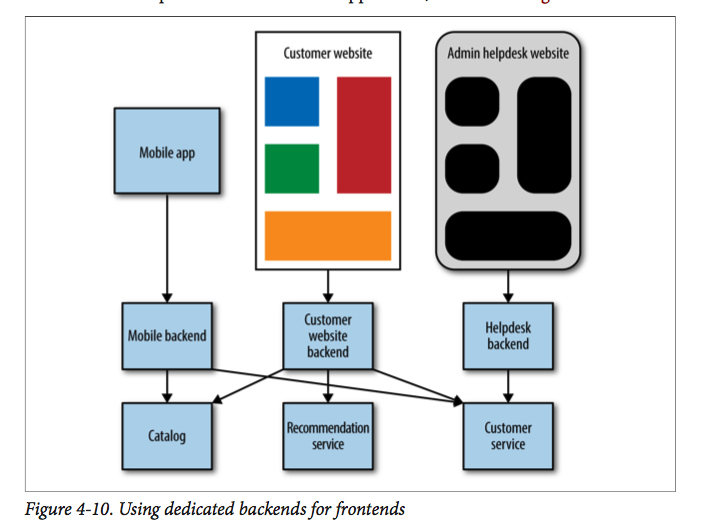 Customer website
Admin helpdesk website
Mobile app
Mobile backend
Customer
website
backend
Helpdesk
backend
Catalog
Recommendation
service
Customer
service
Figure 4-10. Using dedicated backends for frontends